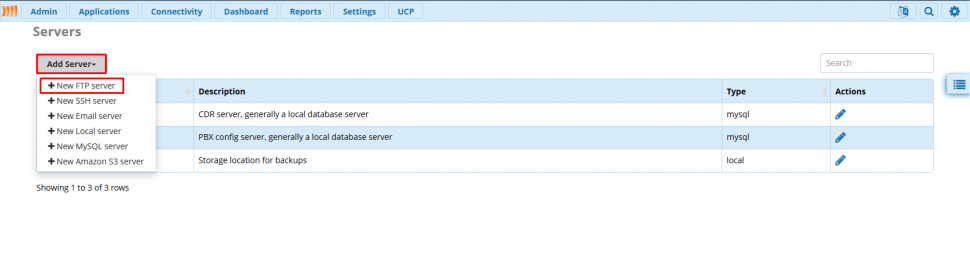 Admin Applications Connectivity Dashboard Reports Settings UCP
Servers
Add Server
Search
New FTP server
Description Type Actions
New SSH server
New Email server
CDR server, generally a local database server mysql
New Local server
PBX config server, generally a local database server mysql
New MySQL server
New Amazon S3 server
Storage location for backups local
Showing 1 to 3 of 3 rows